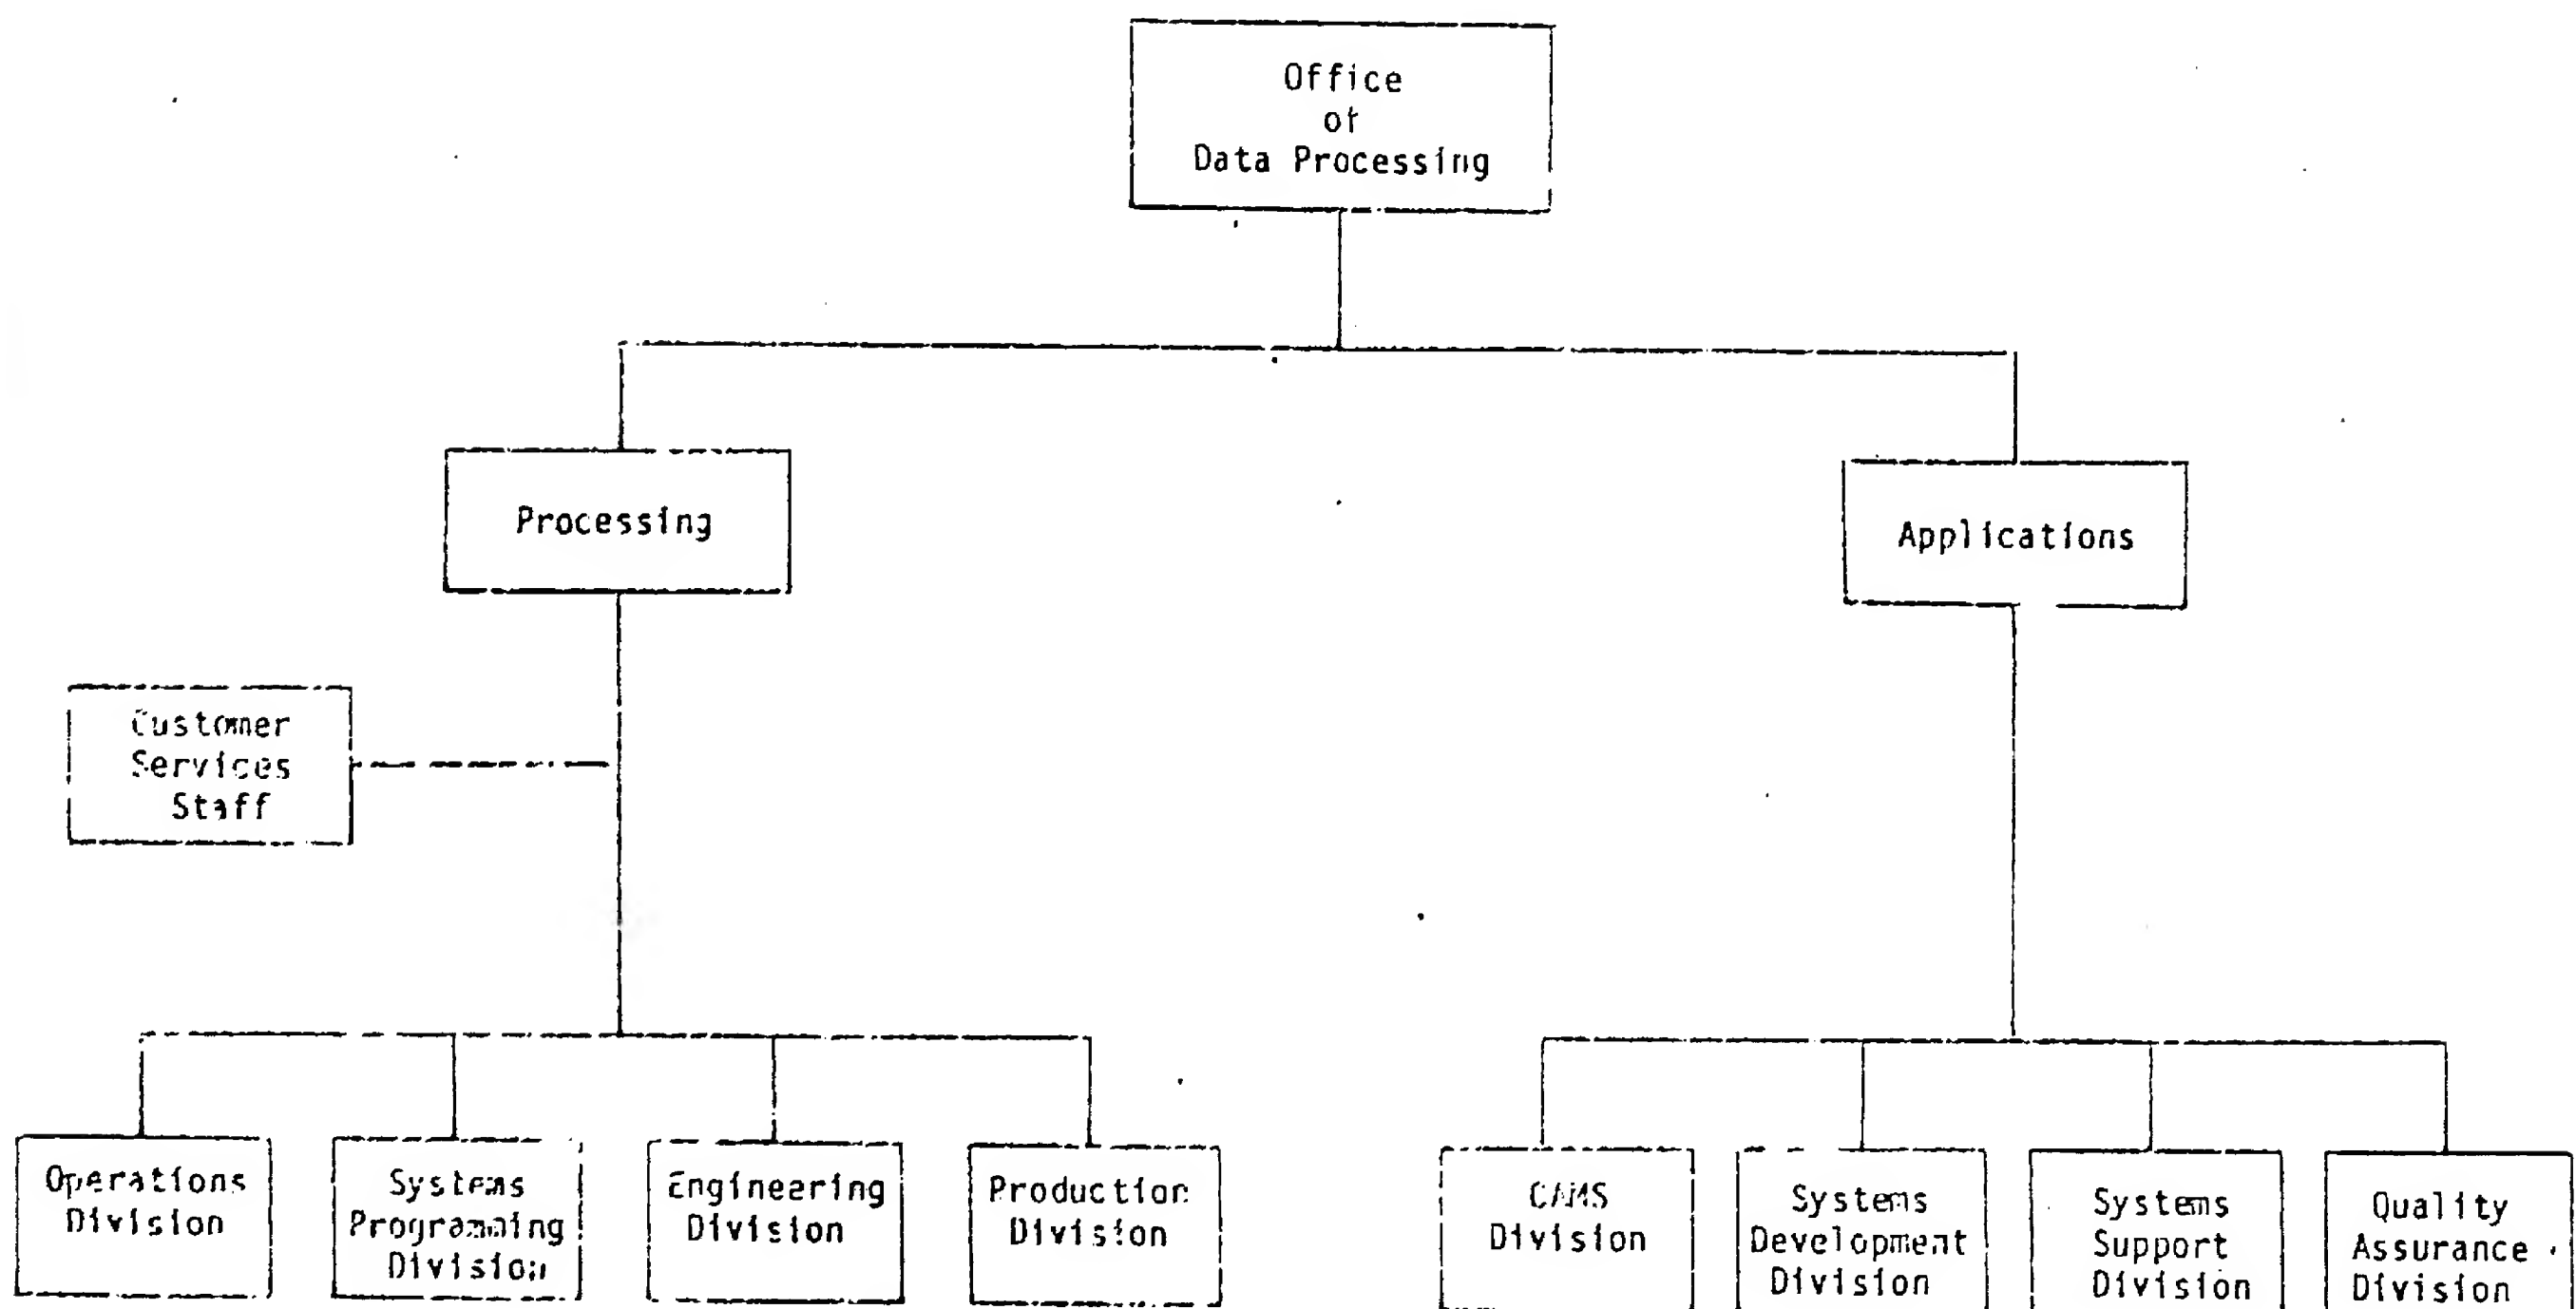 Office
of
Data Processing
Processing
Applications
Customer
Services
Staff
Operations
Division
Systems
Programming
Division
Engineering
Division
Production
Division
CAMS
Division
Systems
Development
Division
Systems
Support
Division
Quality
Assurance
Division